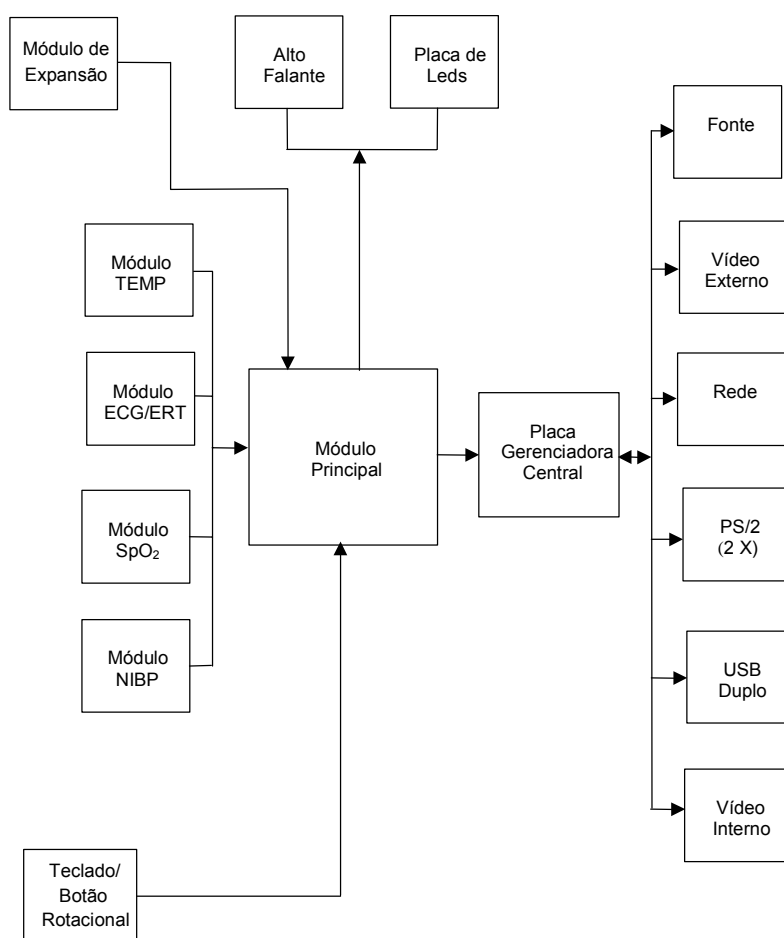 Módulo de
Expansão
Alto
Falante
Placa de
Leds
Fonte
Módulo
TEMP
Vídeo
Externo
Módulo
ECG/ERT
Módulo
Principal
Placa
Gerenciadora
Central
Rede
Módulo
SpO₂
PS/2
(2 X)
Módulo
NIBP
USB
Duplo
Vídeo
Interno
Teclado/
Botão
Rotacional